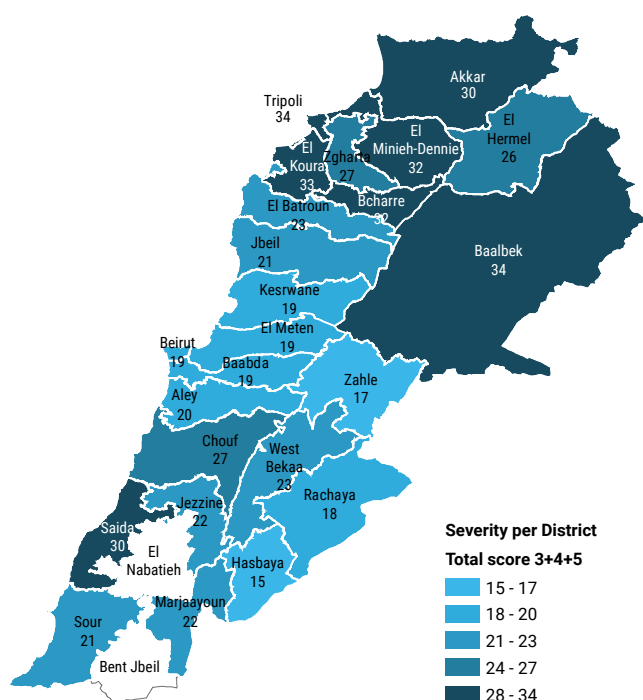 Akkar
30
Tripoli
34
El
Hermel
26
El
Minieh-Dennie
32
El
Koura
33
Zgharta
27
Bcharre
32
El Batroun
23
Jbeil
21
Baalbek
34
Kesrwane
19
El Meten
19
Beirut
19
Baabda
19
Zahle
17
Aley
20
Chouf
27
West
Bekaa
23
Rachaya
18
Jezzine
22
Saida
30
El
Nabatieh
Hasbaya
15
Marjaayoun
22
Sour
21
Bent Jbeil
Severity per District
Total score 3+4+5
15 - 17
18 - 20
21 - 23
24 - 27
28 - 34